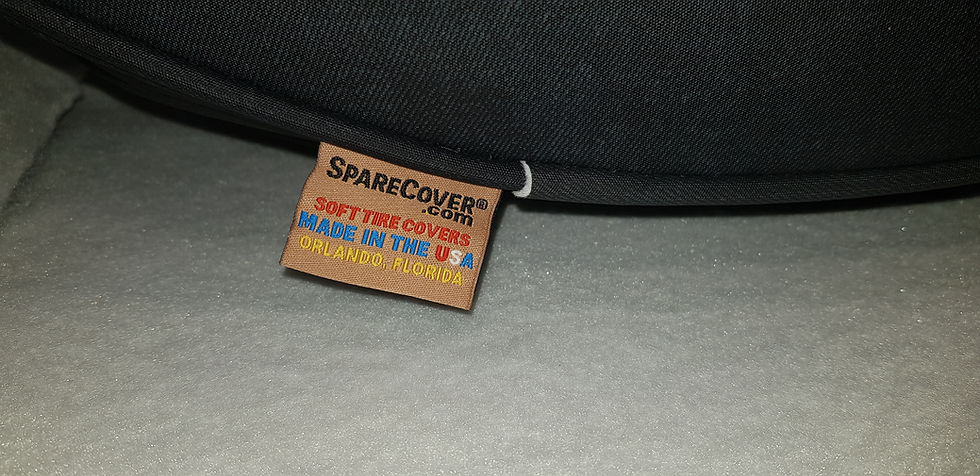 SPARECOVER®
.com
SOFT TIRE COVERS
MADE IN THE USA
ORLANDO, FLORIDA